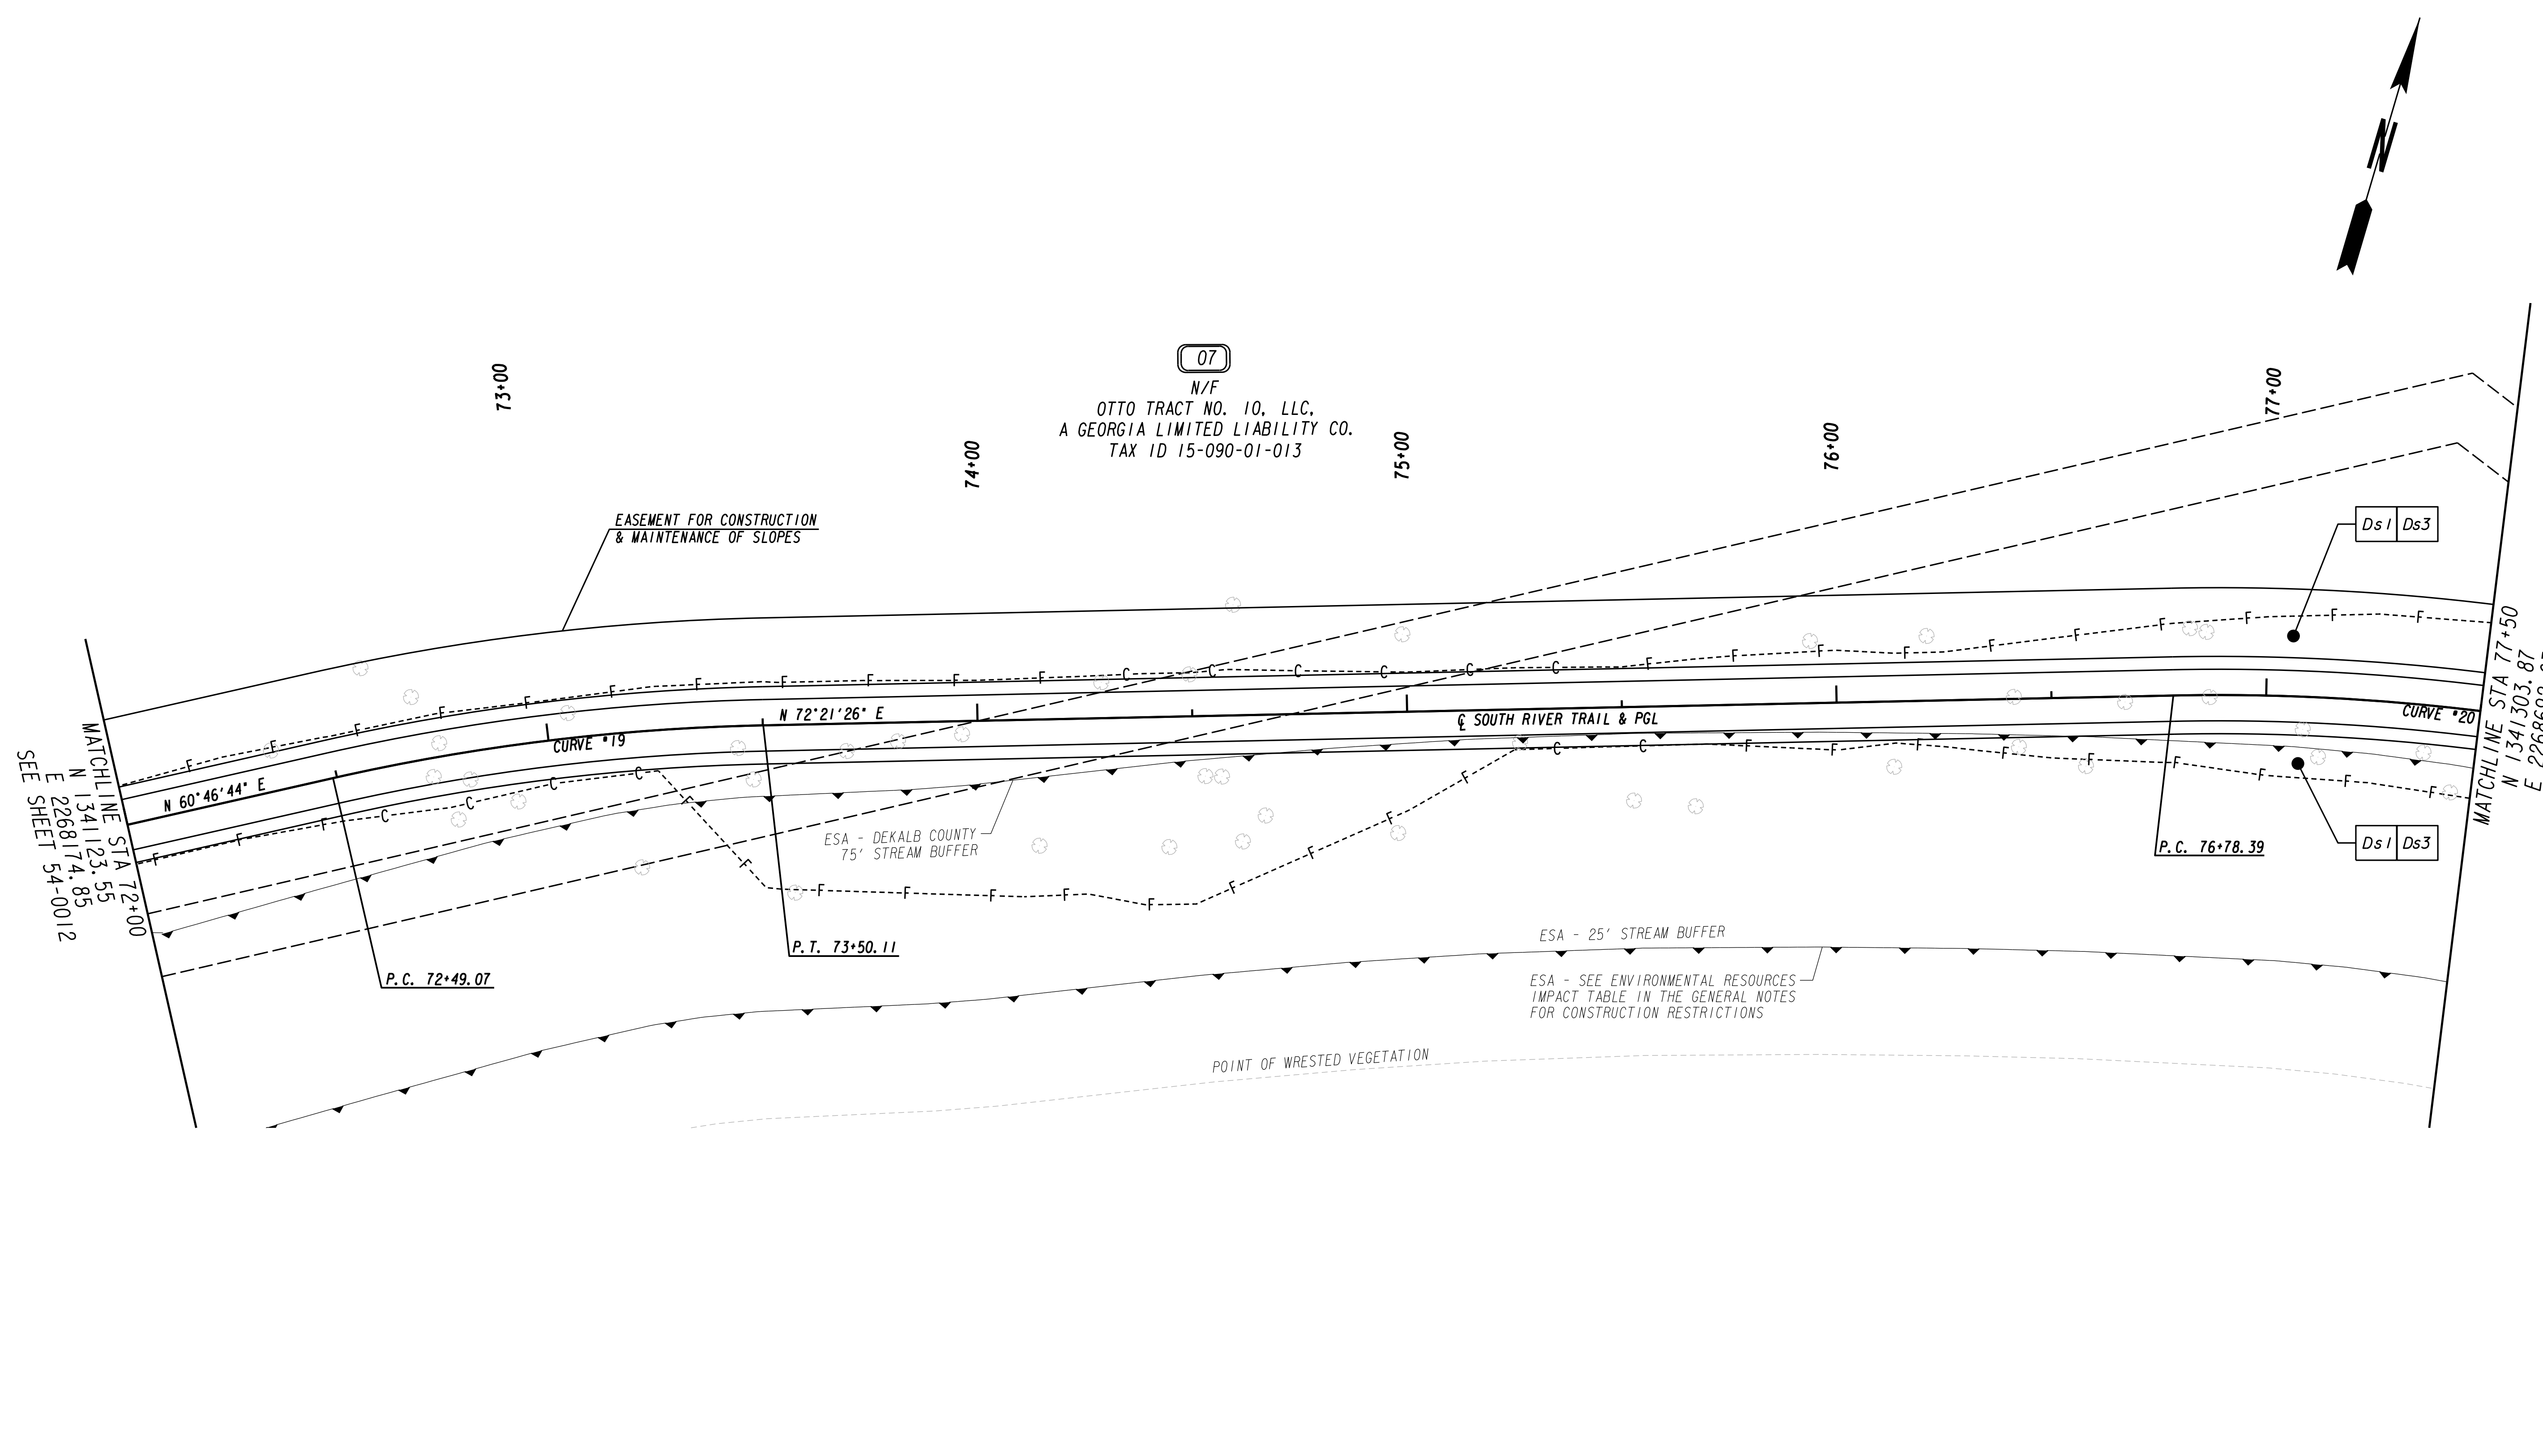 N
07
N/F
OTTO TRACT NO. 10, LLC,
A GEORGIA LIMITED LIABILITY CO.
TAX ID 15-090-01-013
73+00
74+00
75+00
76+00
77+00
EASEMENT FOR CONSTRUCTION
& MAINTENANCE OF SLOPES
Ds1 Ds3
F F F F F F F F F F F C C C C C C F F F F F F F F F F
N 60°46'44" E
CURVE #19
N 72°21'26" E
℄ SOUTH RIVER TRAIL & PGL
CURVE #20
F F F C C C C F F F F F F F F F F F F C C F F F F F F F F F
MATCHLINE STA 72+00
N 1341123.55
E 2268174.85
SEE SHEET 54-0012
MATCHLINE STA 77+50
N 1341303.87
ESA - DEKALB COUNTY
75' STREAM BUFFER
P.C. 76+78.39
Ds1 Ds3
P.T. 73+50.11
P.C. 72+49.07
ESA - 25' STREAM BUFFER
ESA - SEE ENVIRONMENTAL RESOURCES
IMPACT TABLE IN THE GENERAL NOTES
FOR CONSTRUCTION RESTRICTIONS
POINT OF WRESTED VEGETATION